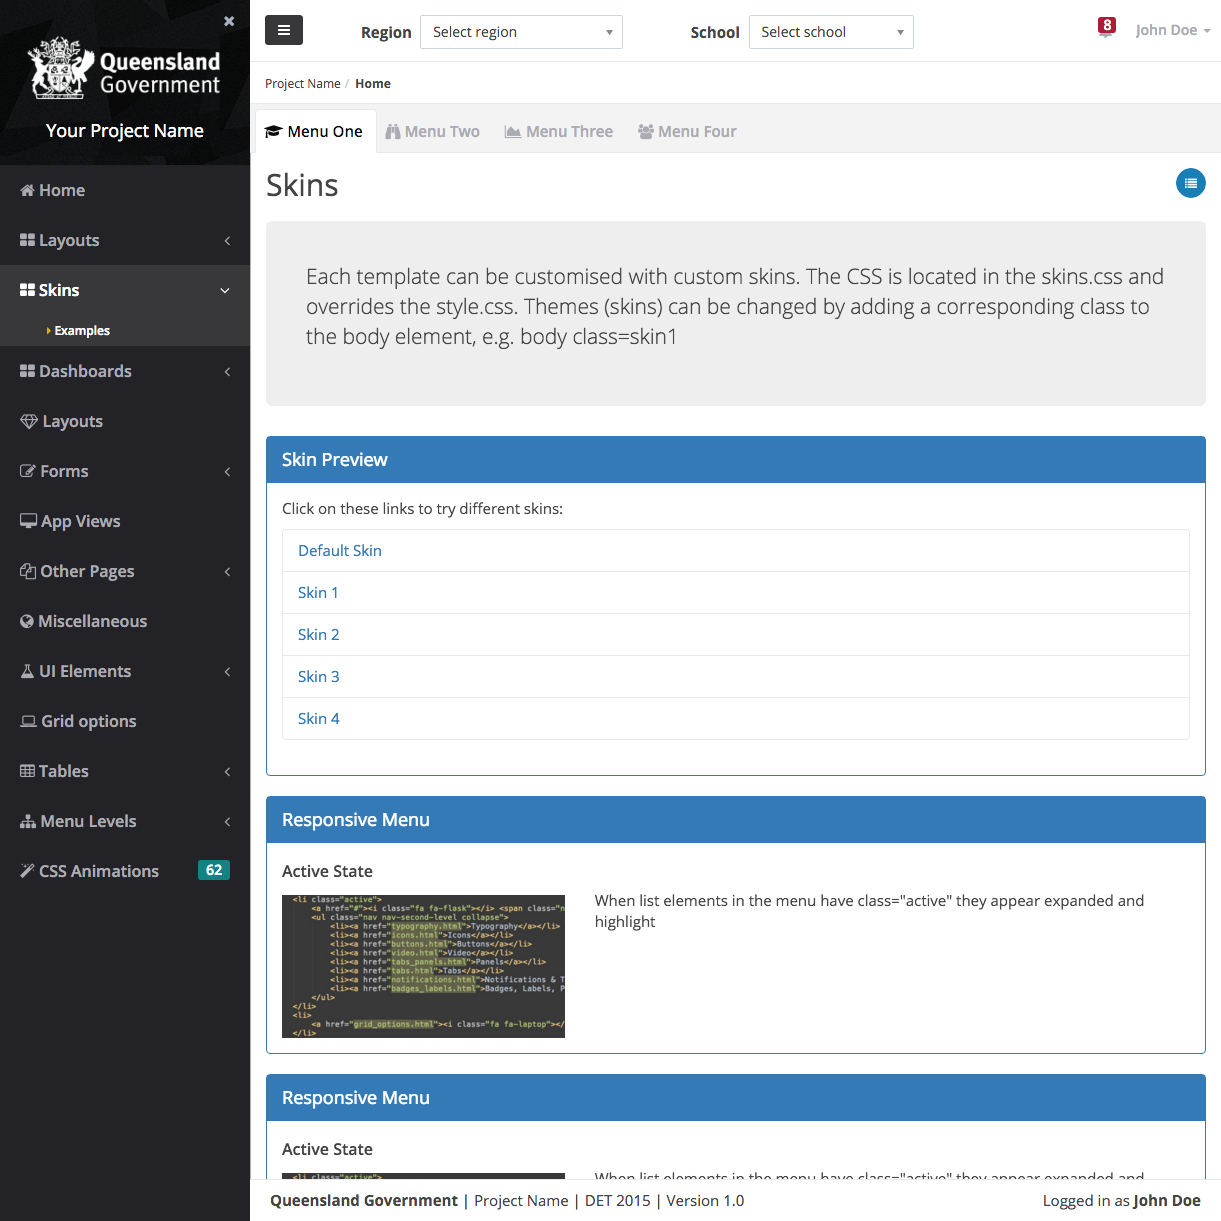 Queensland
Government
Your Project Name
Home
Layouts
Skins
Examples
Dashboards
Layouts
Forms
App Views
Other Pages
Miscellaneous
UI Elements
Grid options
Tables
Menu Levels
CSS Animations 62
Region Select region School Select school 8 John Doe
Project Name / Home
Menu One Menu Two Menu Three Menu Four
Skins
Each template can be customised with custom skins. The CSS is located in the skins.css and
overrides the style.css. Themes (skins) can be changed by adding a corresponding class to
the body element, e.g. body class=skin1
Skin Preview
Click on these links to try different skins:
Default Skin
Skin 1
Skin 2
Skin 3
Skin 4
Responsive Menu
Active State
<li class="active">
<a href="#"><i class="fa fa-flask"></i> <span class="n
<ul class="nav nav-second-level collapse">
<li><a href="typography.html">Typography</a></li>
<li><a href="icons.html">Icons</a></li>
<li><a href="buttons.html">Buttons</a></li>
<li><a href="video.html">Video</a></li>
<li><a href="tabs_panels.html">Panels</a></li>
<li><a href="tabs.html">Tabs</a></li>
<li><a href="notifications.html">Notifications & T
<li><a href="badges_labels.html">Badges, Labels, P
</ul>
</li>
<li>
<a href="grid_options.html"><i class="fa fa-laptop"></
</li>
When list elements in the menu have class="active" they appear expanded and
highlight
Responsive Menu
Active State
<li class="active">
When list elements in the menu have class="active" they appear expanded and
Queensland Government | Project Name | DET 2015 | Version 1.0
Logged in as John Doe